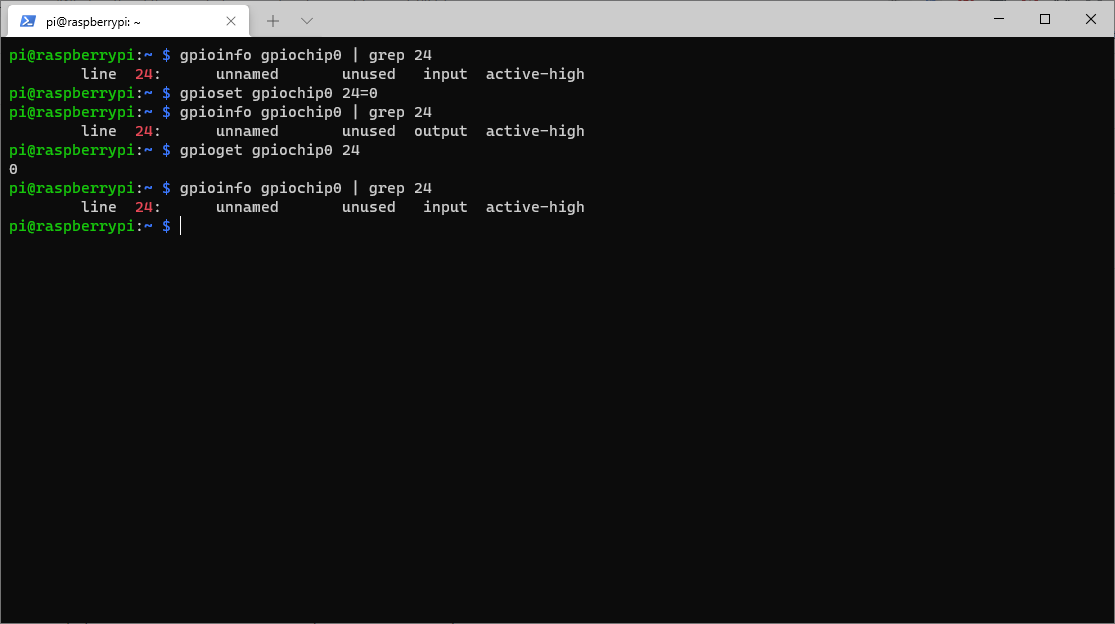 pi@raspberrypi: ~
pi@raspberrypi:~ $ gpioinfo gpiochip0 | grep 24
        line  24:      unnamed       unused   input  active-high
pi@raspberrypi:~ $ gpioset gpiochip0 24=0
pi@raspberrypi:~ $ gpioinfo gpiochip0 | grep 24
        line  24:      unnamed       unused  output  active-high
pi@raspberrypi:~ $ gpioget gpiochip0 24
0
pi@raspberrypi:~ $ gpioinfo gpiochip0 | grep 24
        line  24:      unnamed       unused   input  active-high
pi@raspberrypi:~ $